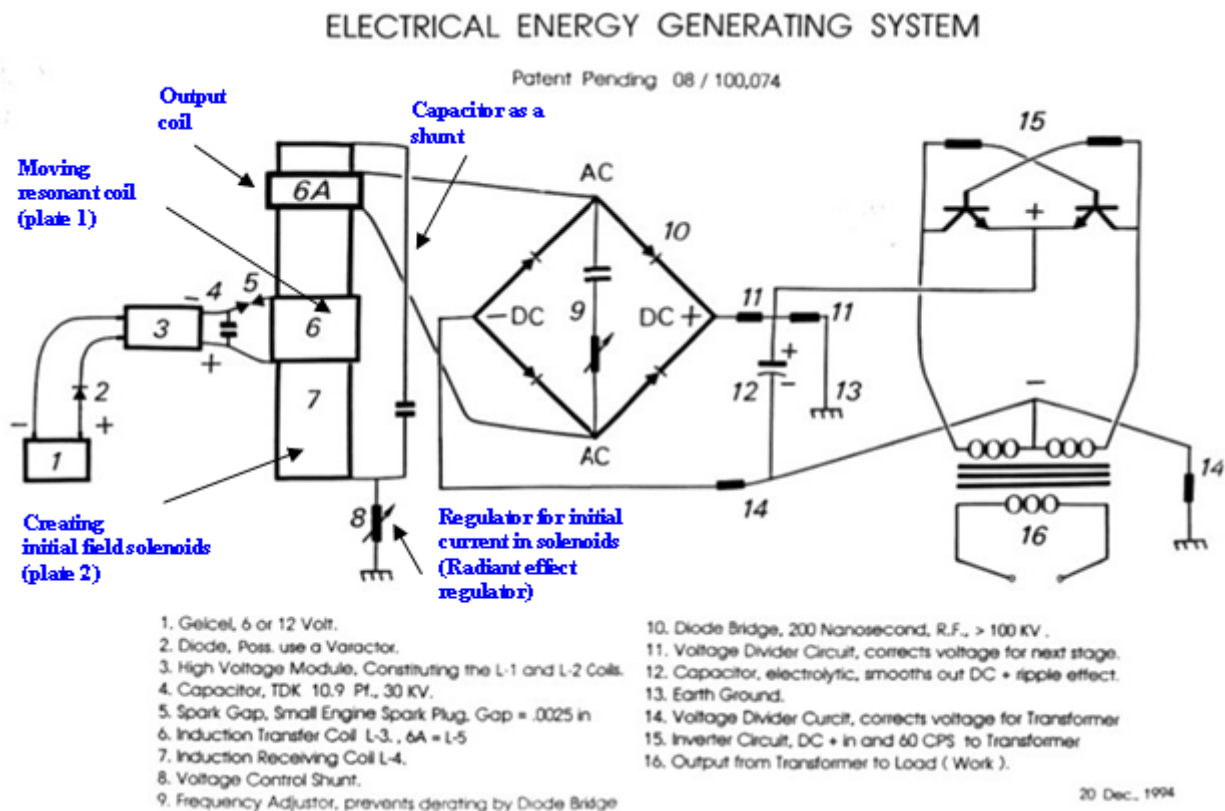 ELECTRICAL ENERGY GENERATING SYSTEM
Patent Pending 08 / 100,074
Output
coil
Capacitor as a
shunt
15
Moving
resonant coil
(plate 1)
6A
AC
+
10
4
5
11
11
3
6
- DC
9
DC +
-
+
+
12
-
13
-
2
7
-
+
1
AC
14
14
8
16
Creating
initial field solenoids
(plate 2)
Regulator for initial
current in solenoids
(Radiant effect
regulator)
1. Gelcel, 6 or 12 Volt.
2. Diode, Poss. use a Varactor.
3. High Voltage Module, Constituting the L-1 and L-2 Coils.
4. Capacitor, TDK 10.9 Pf., 30 KV.
5. Spark Gap, Small Engine Spark Plug, Gap = .0025 in
6. Induction Transfer Coil L-3., 6A = L-5
7. Induction Receiving Coil L-4.
8. Voltage Control Shunt.
9. Frequency Adjustor, prevents derating by Diode Bridge
10. Diode Bridge, 200 Nanosecond, R.F., > 100 KV .
11. Voltage Divider Circuit, corrects voltage for next stage.
12. Capacitor, electrolytic, smooths out DC + ripple effect.
13. Earth Ground.
14. Voltage Divider Curcit, corrects voltage for Transformer
15. Inverter Circuit, DC + in and 60 CPS to Transformer
16. Output from Transformer to Load ( Work ).
20 Dec., 1994